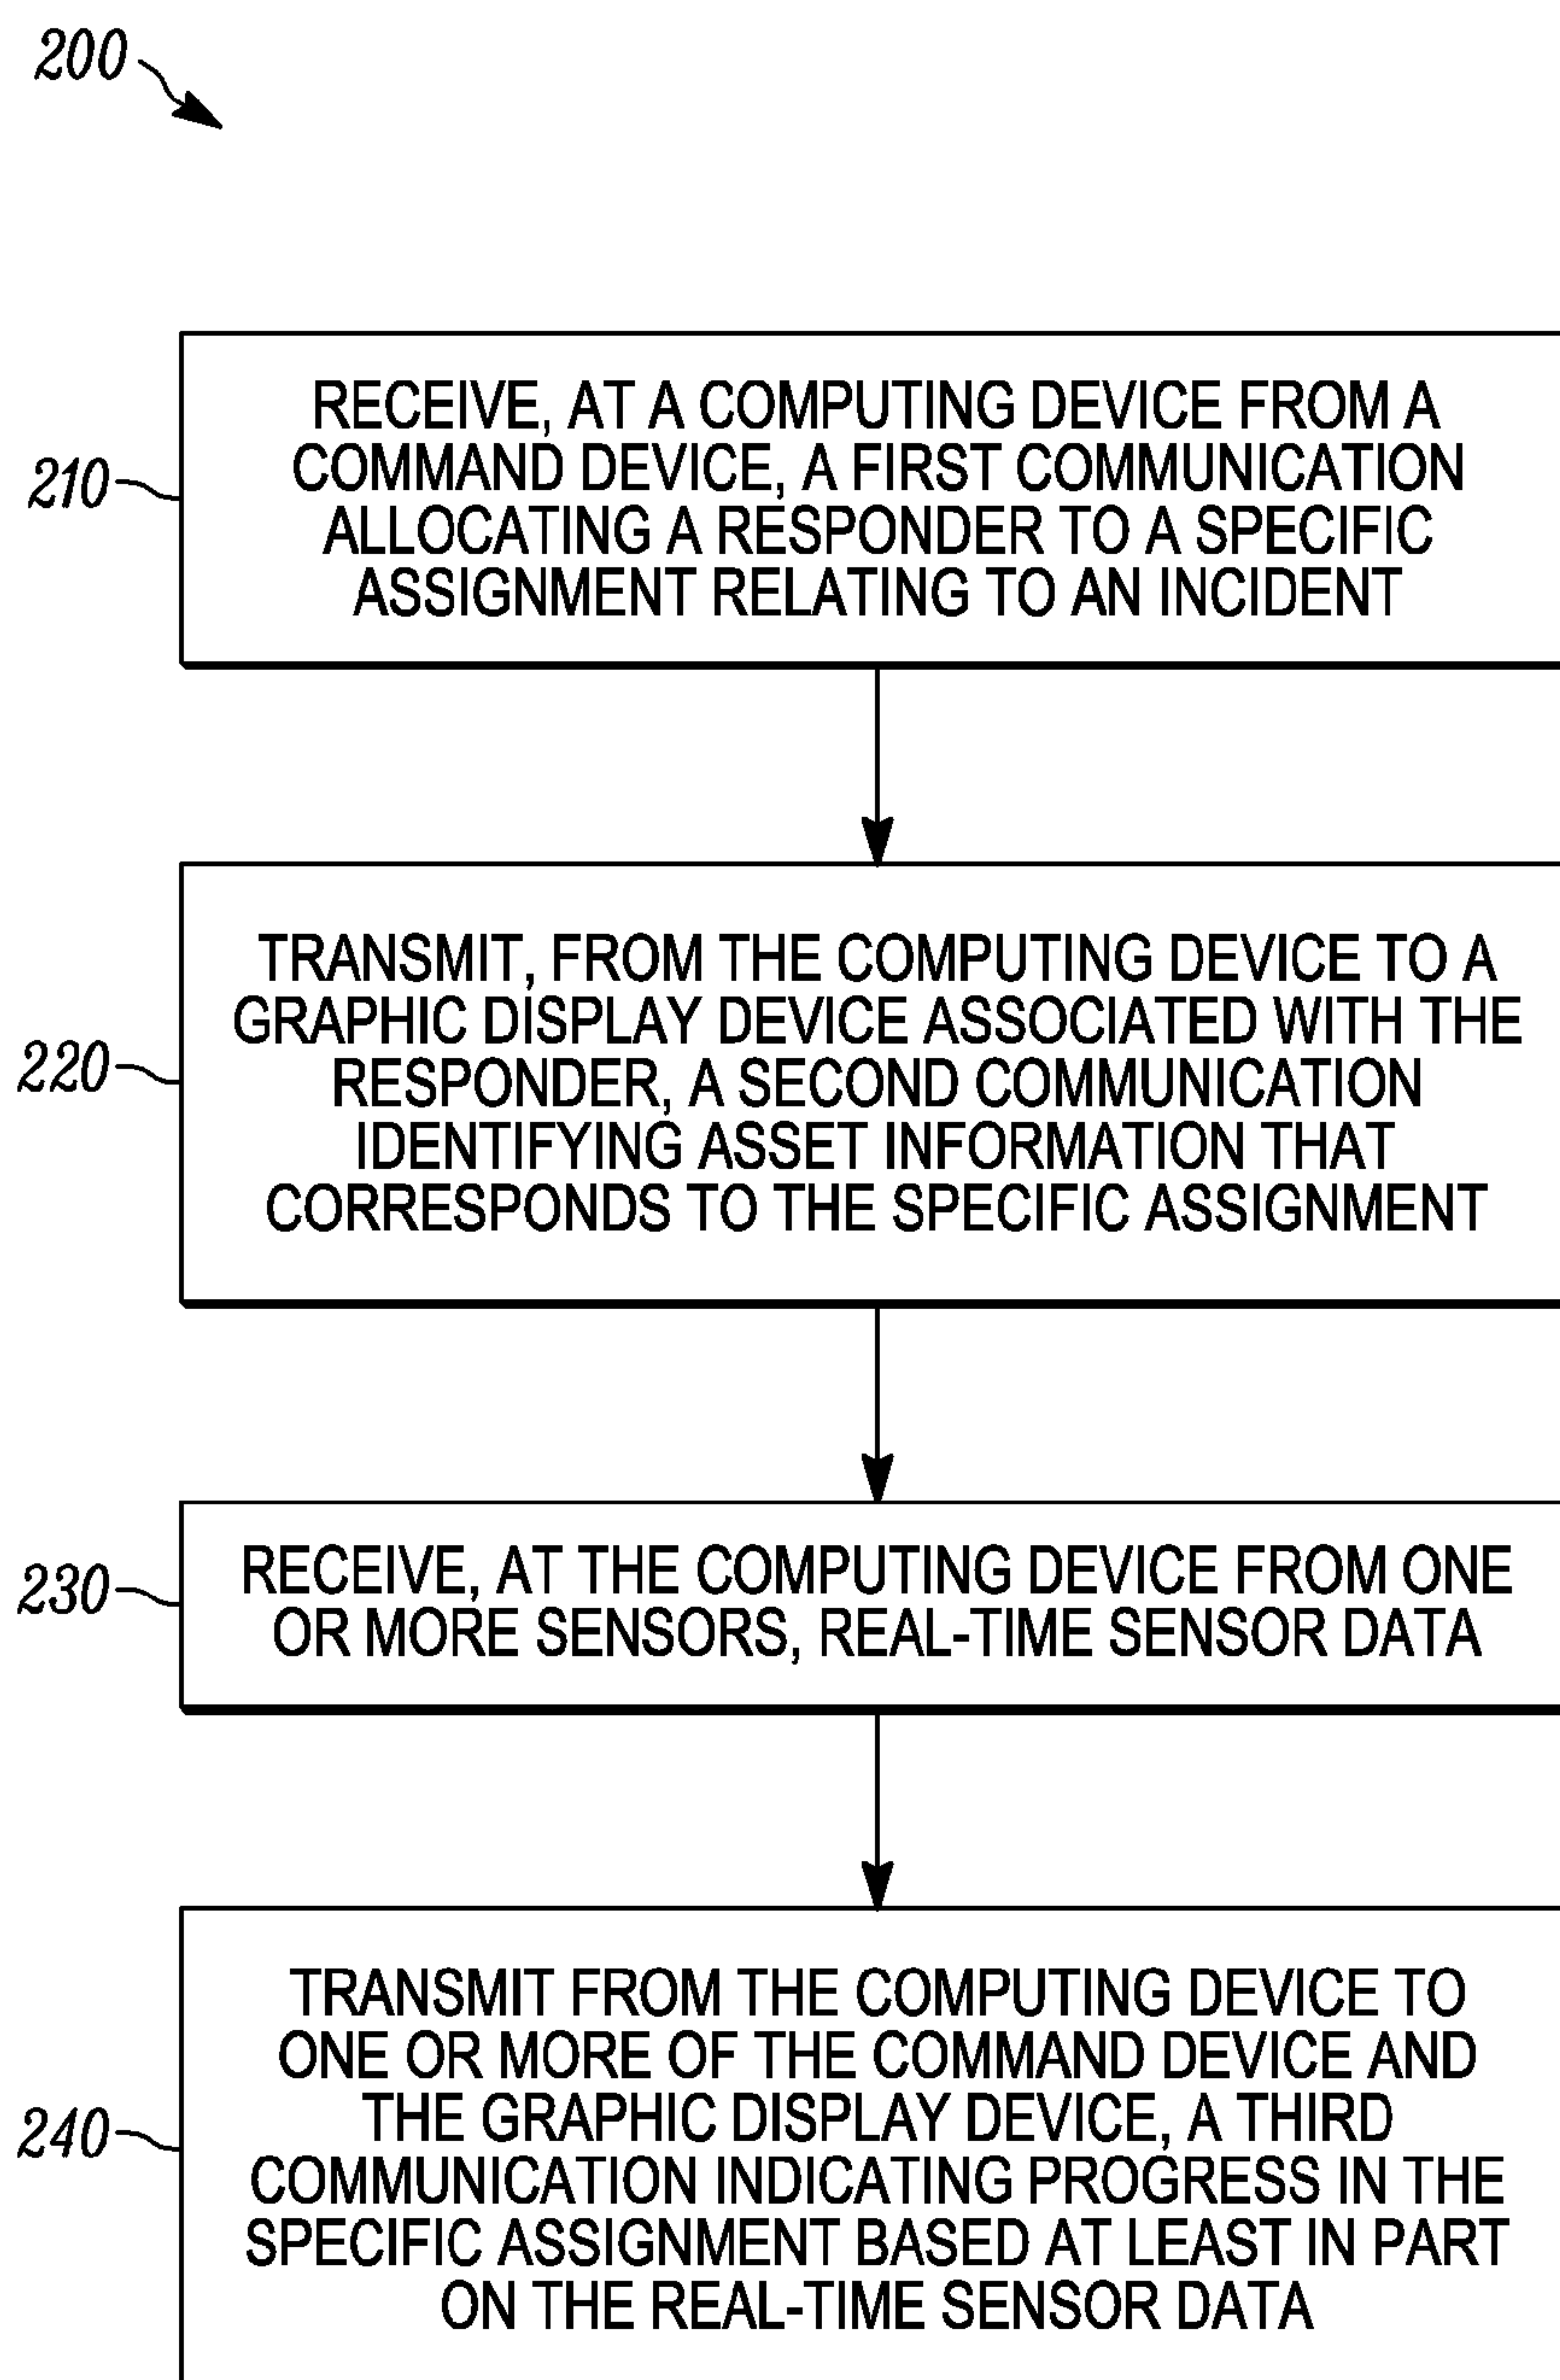 200
210
RECEIVE, AT A COMPUTING DEVICE FROM A
COMMAND DEVICE, A FIRST COMMUNICATION
ALLOCATING A RESPONDER TO A SPECIFIC
ASSIGNMENT RELATING TO AN INCIDENT
220
TRANSMIT, FROM THE COMPUTING DEVICE TO A
GRAPHIC DISPLAY DEVICE ASSOCIATED WITH THE
RESPONDER, A SECOND COMMUNICATION
IDENTIFYING ASSET INFORMATION THAT
CORRESPONDS TO THE SPECIFIC ASSIGNMENT
230
RECEIVE, AT THE COMPUTING DEVICE FROM ONE
OR MORE SENSORS, REAL-TIME SENSOR DATA
240
TRANSMIT FROM THE COMPUTING DEVICE TO
ONE OR MORE OF THE COMMAND DEVICE AND
THE GRAPHIC DISPLAY DEVICE, A THIRD
COMMUNICATION INDICATING PROGRESS IN THE
SPECIFIC ASSIGNMENT BASED AT LEAST IN PART
ON THE REAL-TIME SENSOR DATA